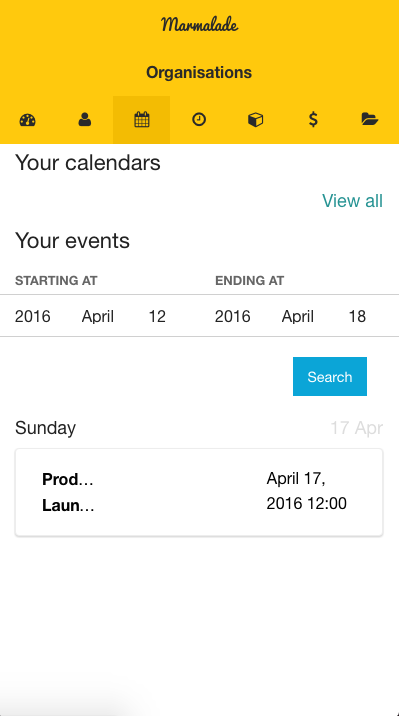 Marmalade
Organisations
Your calendars
View all
Your events
STARTING AT ENDING AT
2016 April 12 2016 April 18
Search
Sunday 17 Apr
Prod... April 17,
Laun... 2016 12:00